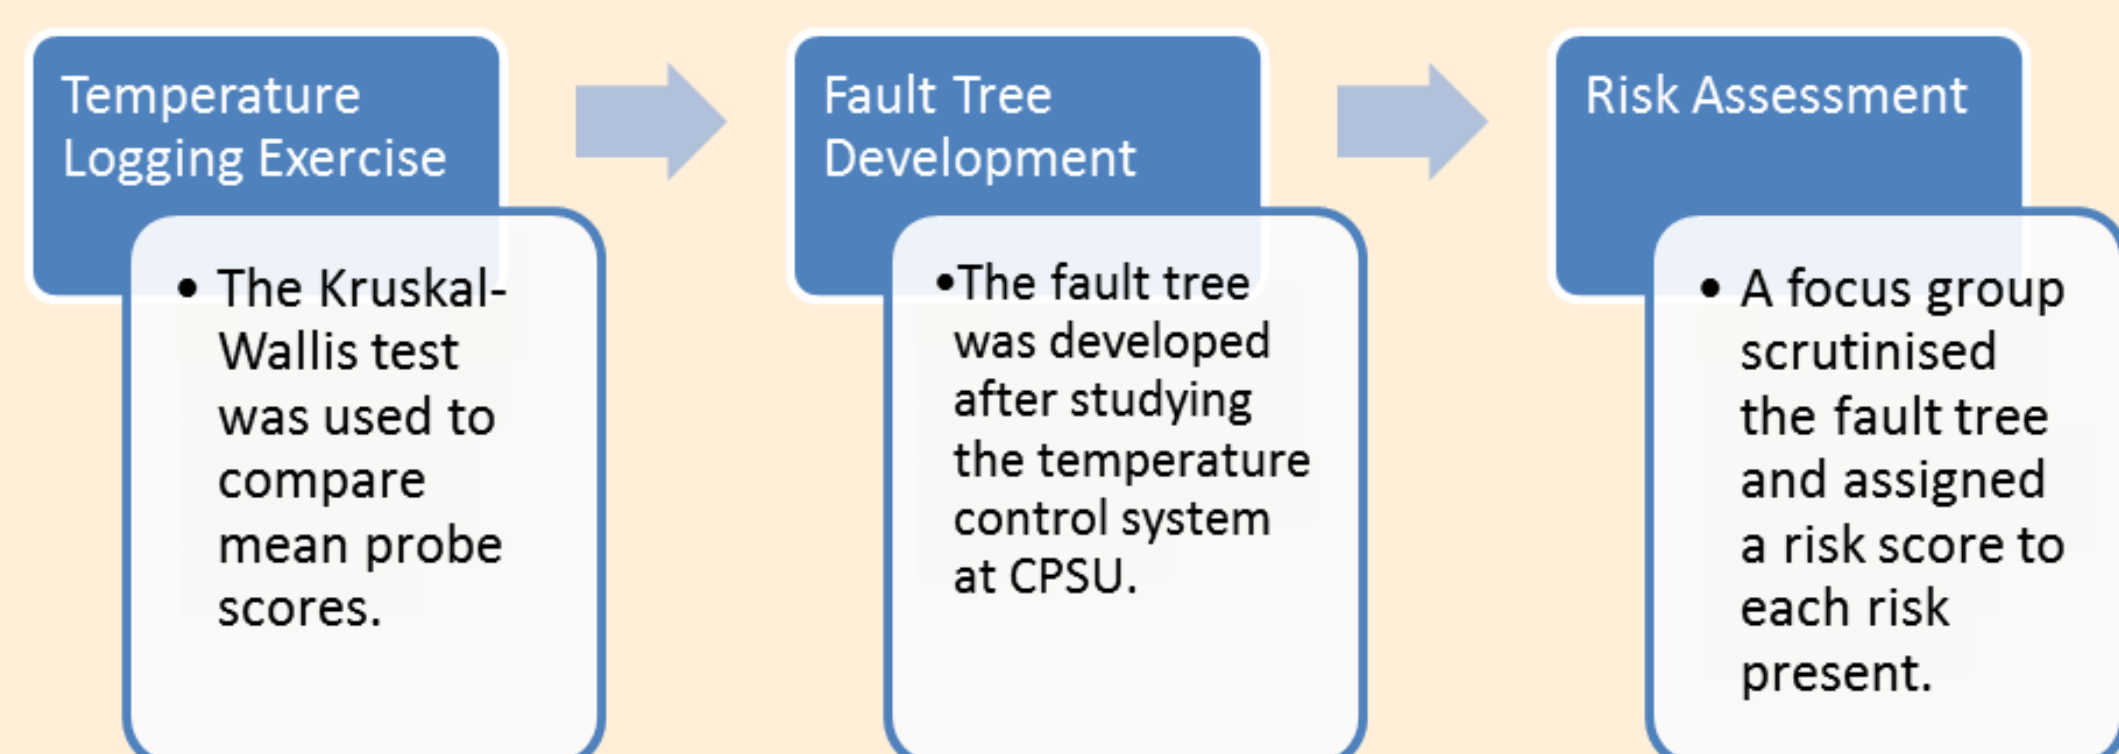 Temperature
Logging Exercise
• The Kruskal-
Wallis test
was used to
compare
mean probe
scores.
Fault Tree
Development
•The fault tree
was developed
after studying
the temperature
control system
at CPSU.
Risk Assessment
• A focus group
scrutinised
the fault tree
and assigned
a risk score to
each risk
present.